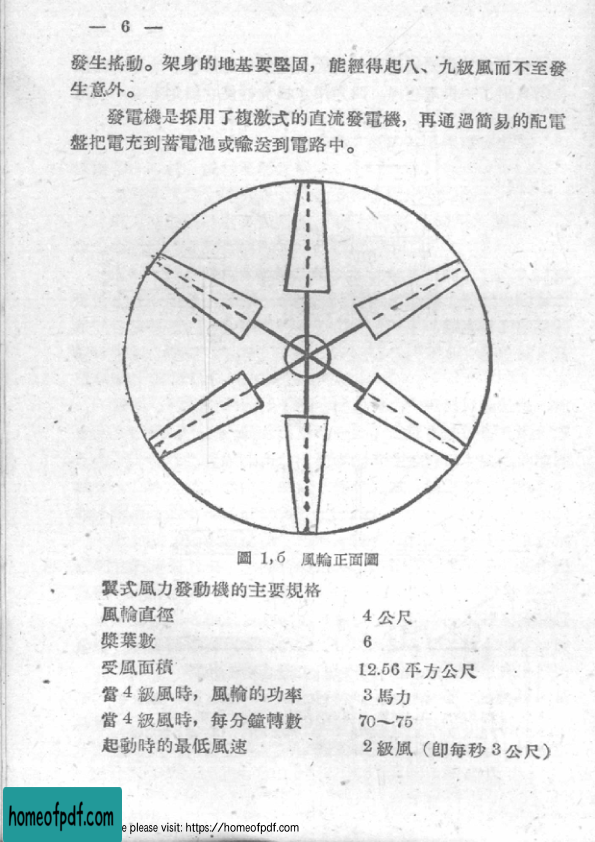 — 6 —
發生搖動。架身的地基要堅固，能經得起八、九級風而不至發
生意外。
發電機是採用了複激式的直流發電機，再通過簡易的配電
盤把電充到蓄電池或輸送到電路中。
圖 1,6 風輪正面圖
翼式風力發動機的主要規格
風輪直徑 4公尺
槳葉數 6
受風面積 12.56平方公尺
當4級風時，風輪的功率 3馬力
當4級風時，每分鐘轉數 70～75
起動時的最低風速 2級風（即每秒3公尺）
homeofpdf.com
e please visit: https://homeofpdf.com